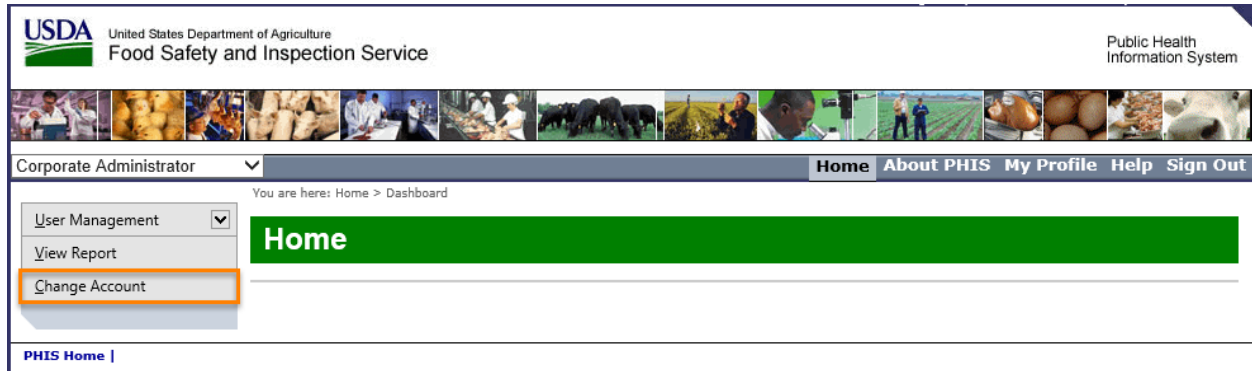 USDA
United States Department of Agriculture
Food Safety and Inspection Service
Public Health
Information System
Corporate Administrator
Home About PHIS My Profile Help Sign Out
You are here: Home > Dashboard
User Management
View Report
Change Account
Home
PHIS Home |